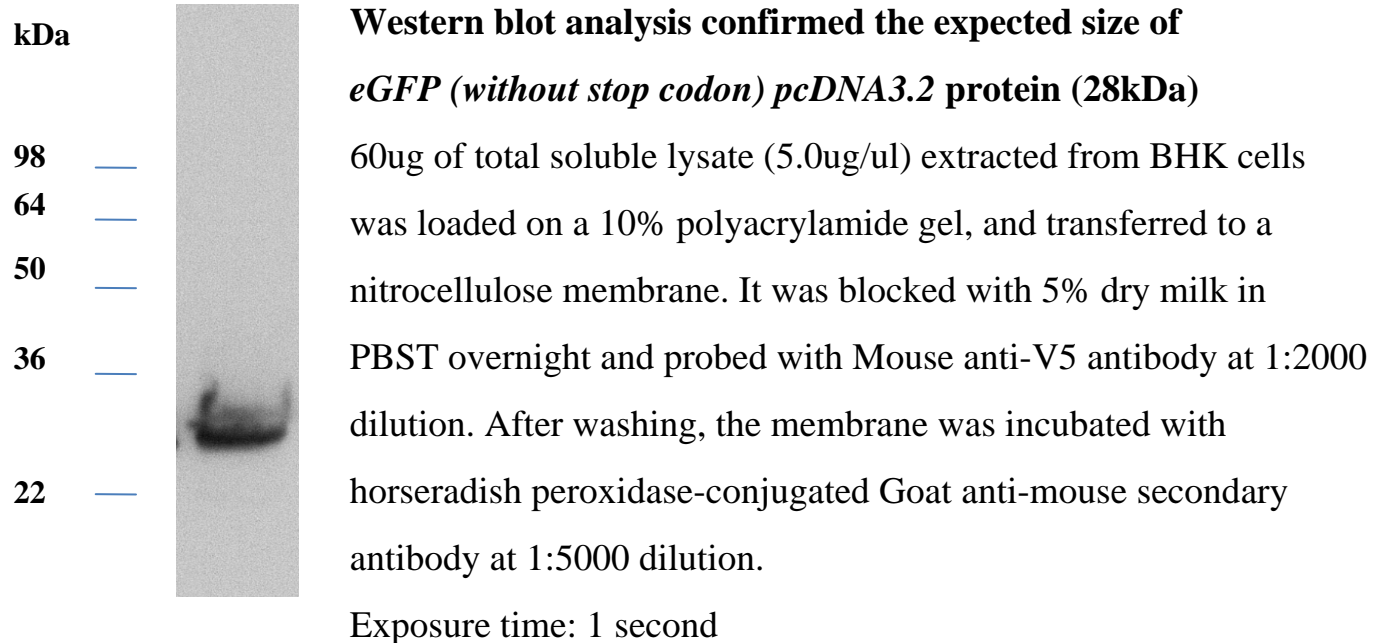 kDa
98
64
50
36
22
Western blot analysis confirmed the expected size of
eGFP (without stop codon) pcDNA3.2 protein (28kDa)
60ug of total soluble lysate (5.0ug/ul) extracted from BHK cells
was loaded on a 10% polyacrylamide gel, and transferred to a
nitrocellulose membrane. It was blocked with 5% dry milk in
PBST overnight and probed with Mouse anti-V5 antibody at 1:2000
dilution. After washing, the membrane was incubated with
horseradish peroxidase-conjugated Goat anti-mouse secondary
antibody at 1:5000 dilution.
Exposure time: 1 second